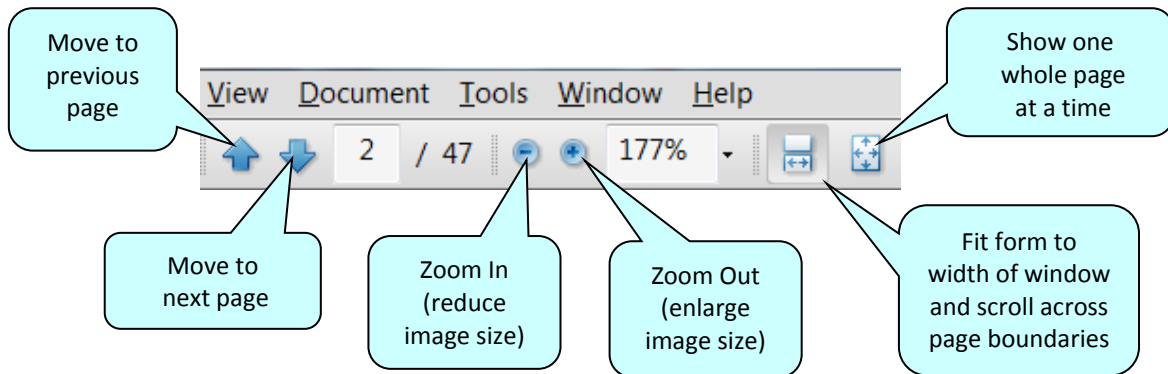 Move to
previous
page
Show one
whole page
at a time
View Document Tools Window Help
2 / 47 177%
Move to
next page
Zoom In
(reduce
image size)
Zoom Out
(enlarge
image size)
Fit form to
width of window
and scroll across
page boundaries